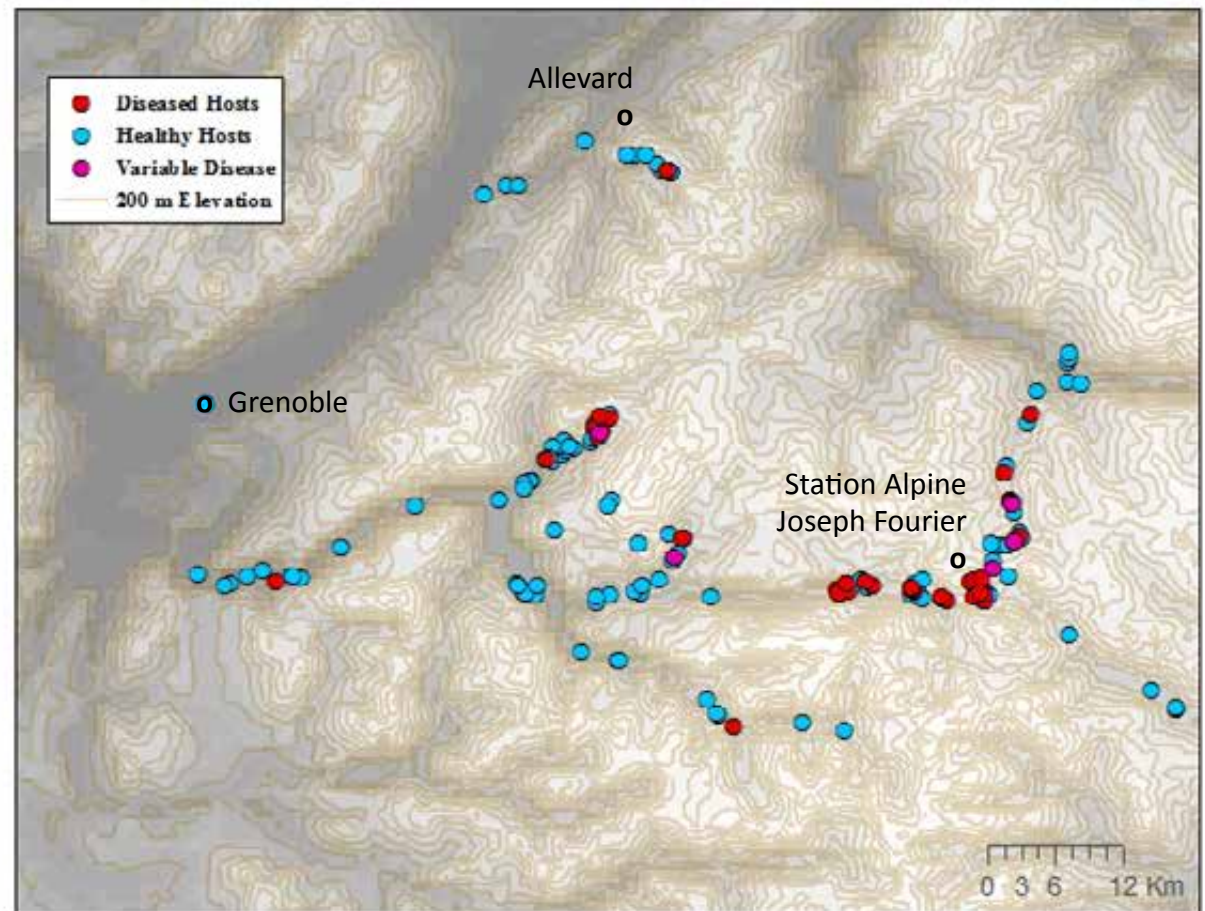 Allevard
o
Diseased Hosts
Healthy Hosts
Variable Disease
200 m Elevation
o Grenoble
Station Alpine
Joseph Fourier
o
0 3 6 12 Km